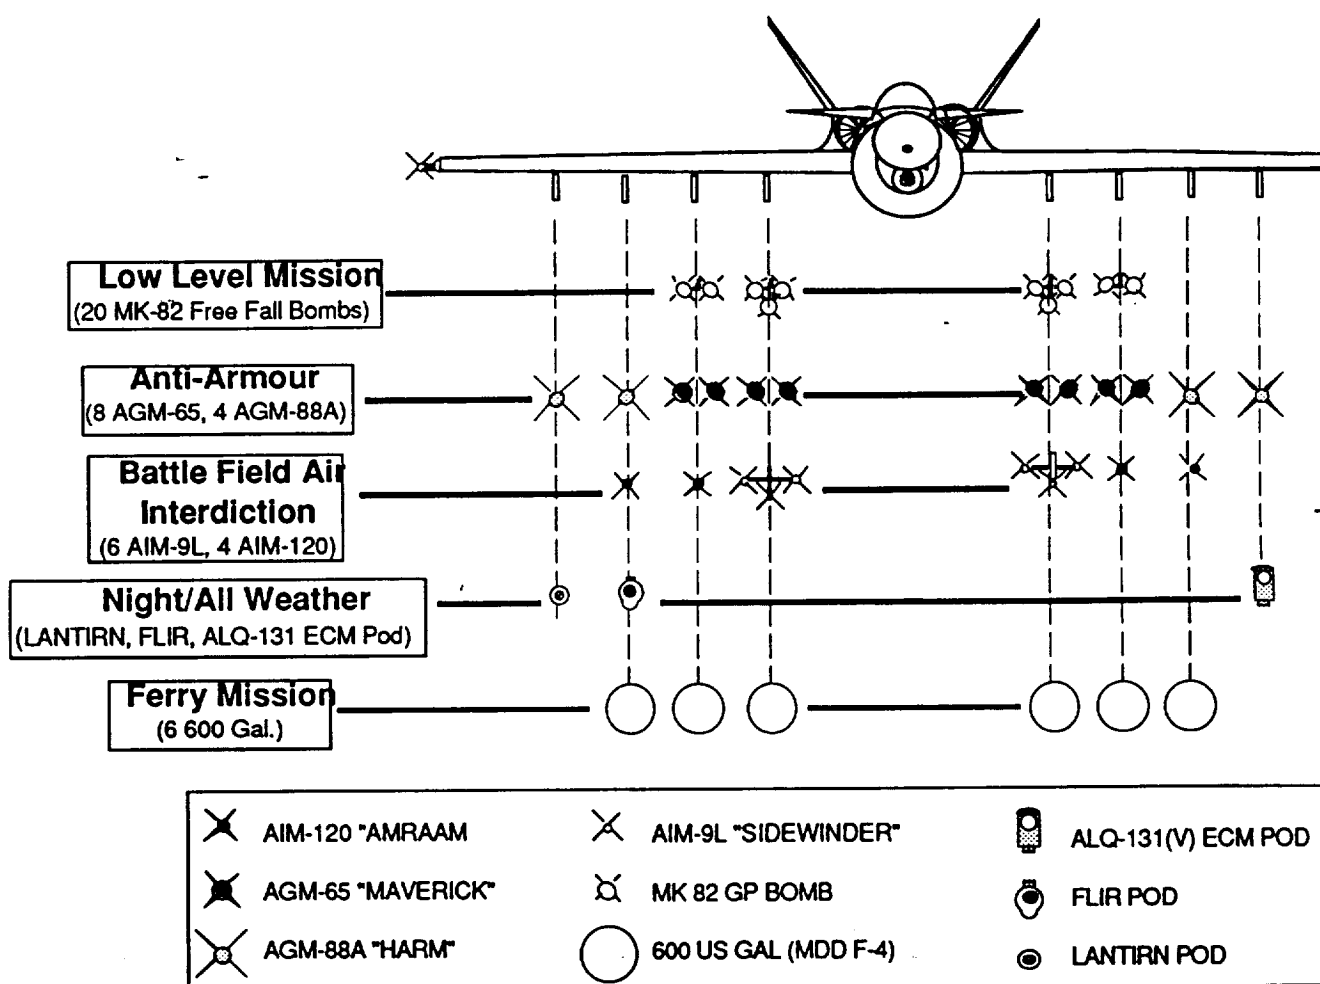 Low Level Mission
(20 MK-82 Free Fall Bombs)
Anti-Armour
(8 AGM-65, 4 AGM-88A)
Battle Field Air
Interdiction
(6 AIM-9L, 4 AIM-120)
Night/All Weather
(LANTIRN, FLIR, ALQ-131 ECM Pod)
Ferry Mission
(6 600 Gal.)
AIM-120 "AMRAAM
AGM-65 "MAVERICK"
AGM-88A "HARM"
AIM-9L "SIDEWINDER"
MK 82 GP BOMB
600 US GAL (MDD F-4)
ALQ-131(V) ECM POD
FLIR POD
LANTIRN POD